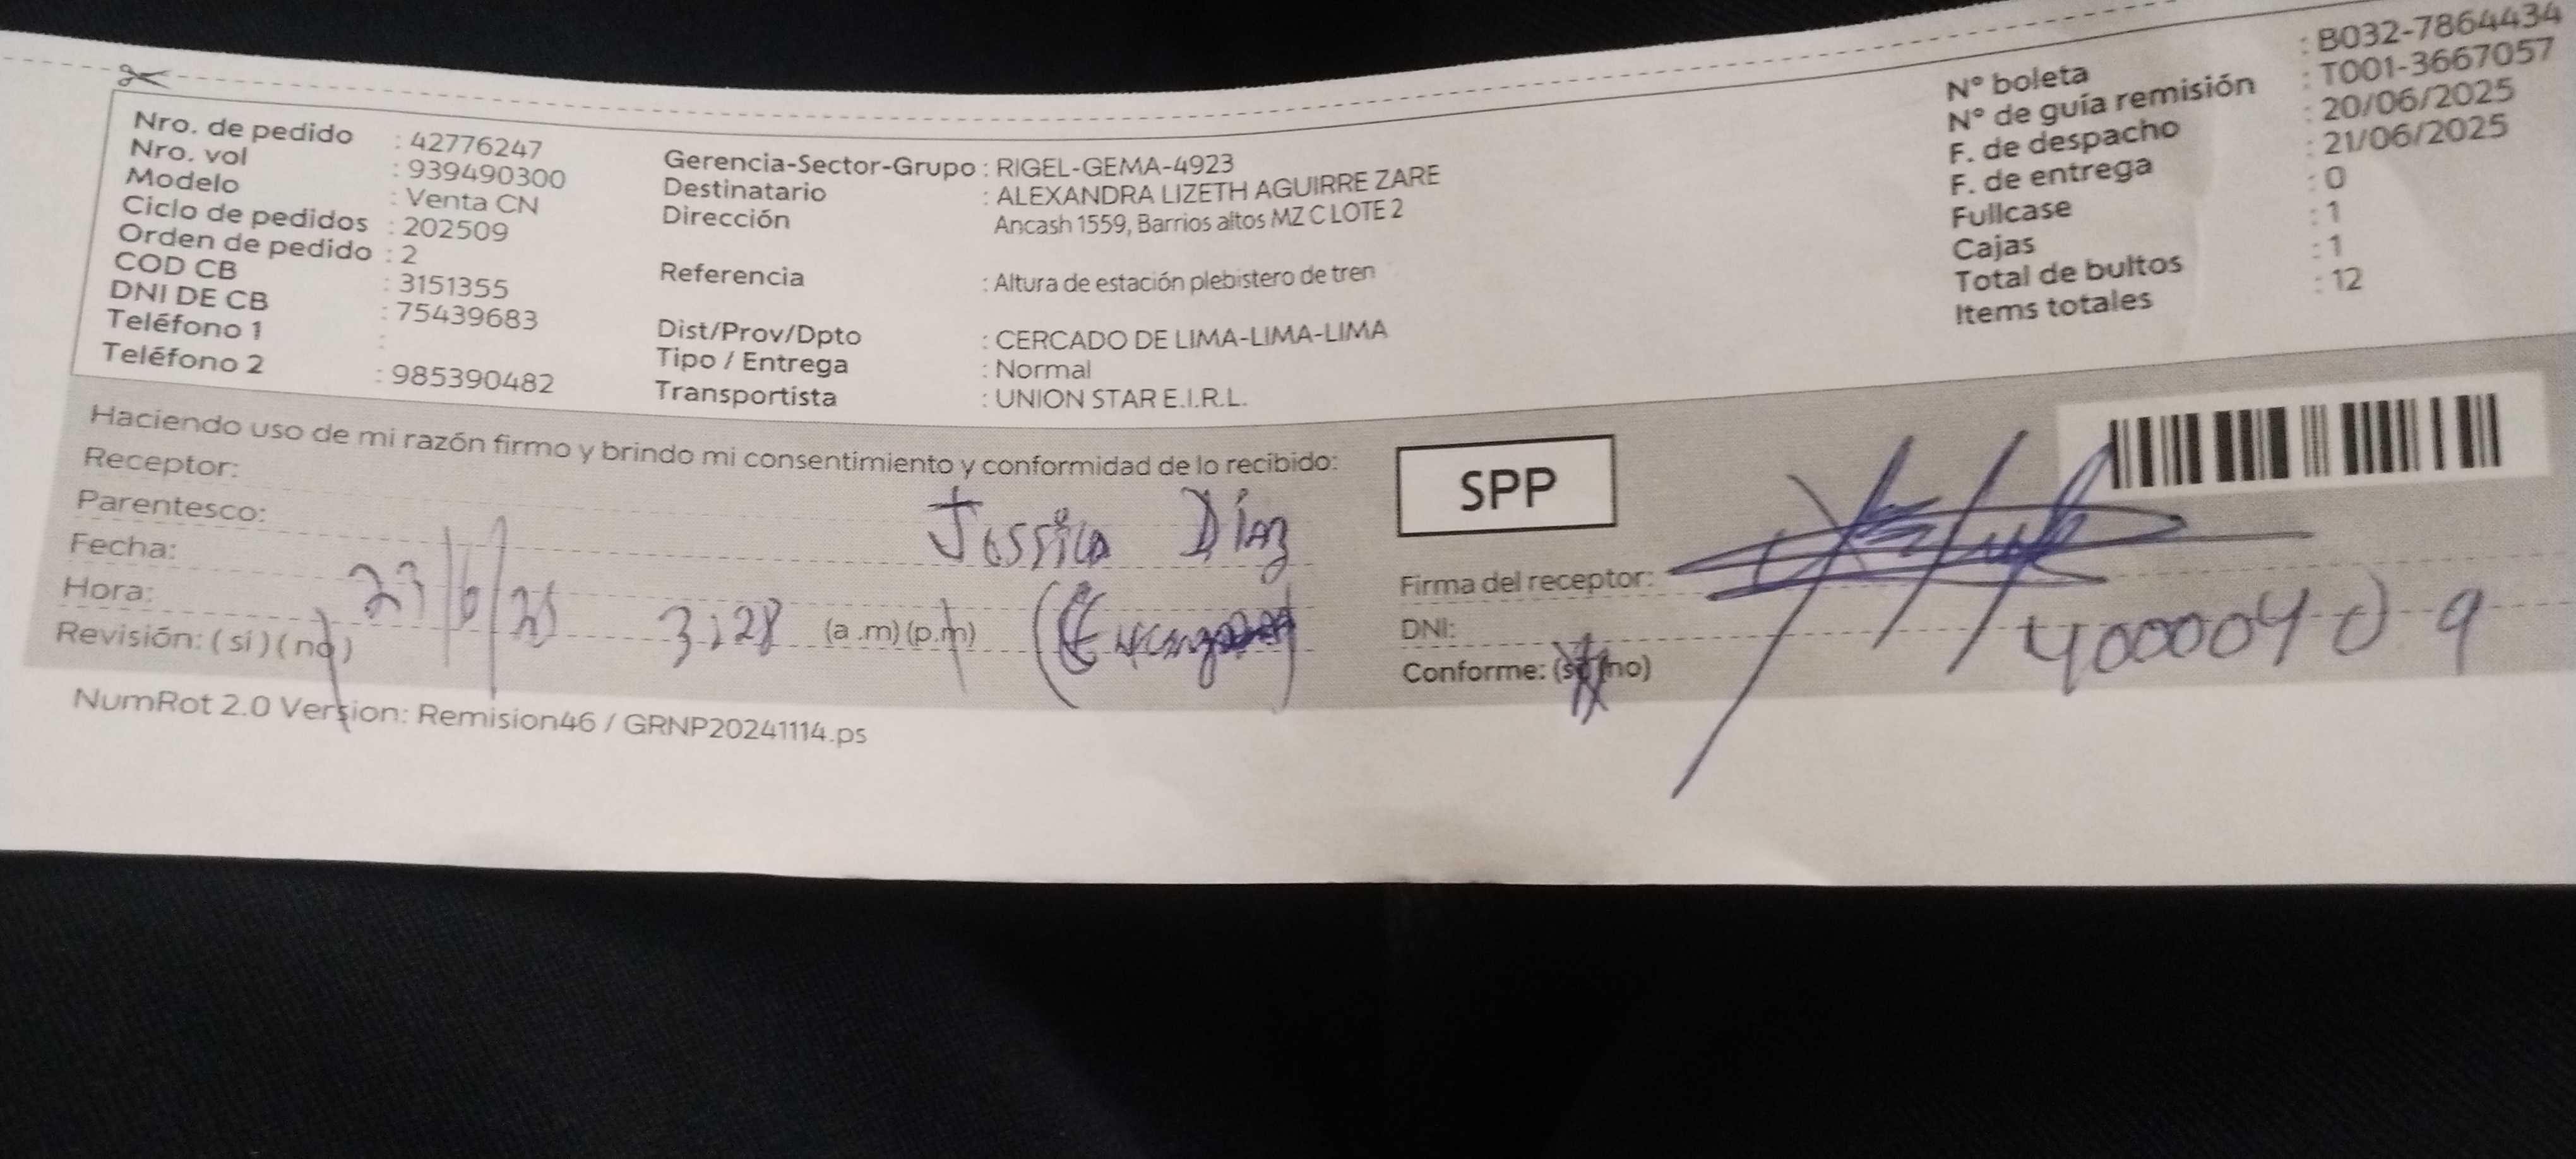 Nro. de pedido : 42776247
Nro. vol : 939490300
Modelo : Venta CN
Ciclo de pedidos : 202509
Orden de pedido : 2
COD CB : 3151355
DNI DE CB : 75439683
Teléfono 1 :
Teléfono 2 : 985390482
Gerencia-Sector-Grupo : RIGEL-GEMA-4923
Destinatario : ALEXANDRA LIZETH AGUIRRE ZARE
Dirección Ancash 1559, Barrios altos MZ C LOTE 2
Referencia : Altura de estación plebistero de tren
Dist/Prov/Dpto : CERCADO DE LIMA-LIMA-LIMA
Tipo / Entrega : Normal
Transportista : UNION STAR E.I.R.L.
N° boleta : B032-7864434
N° de guía remisión : T001-3667057
F. de despacho : 20/06/2025
F. de entrega : 21/06/2025
Fullcase : 0
Cajas : 1
Total de bultos : 1
Items totales : 12
Haciendo uso de mi razón firmo y brindo mi consentimiento y conformidad de lo recibido:
Receptor: Jessica Díaz
Parentesco:
Fecha: 23/6/25
Hora: 3:28 (a.m) (p.m)
Revisión: (si) (no)
SPP
Firma del receptor:
DNI: 40000409
Conforme: (si) (no)
NumRot 2.0 Version: Remision46 / GRNP20241114.ps